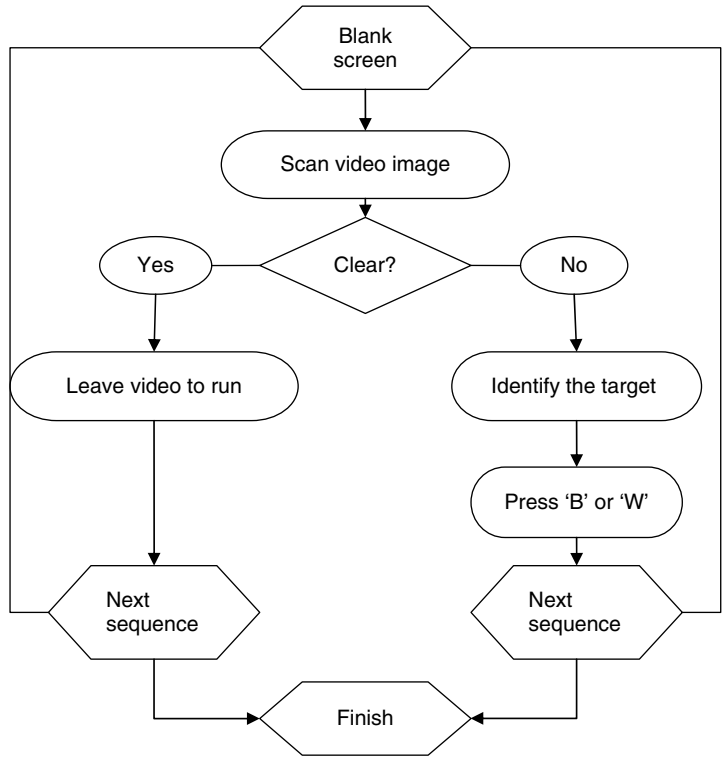 Blank
screen
Scan video image
Yes
Clear?
No
Leave video to run
Identify the target
Press ‘B’ or ‘W’
Next
sequence
Next
sequence
Finish